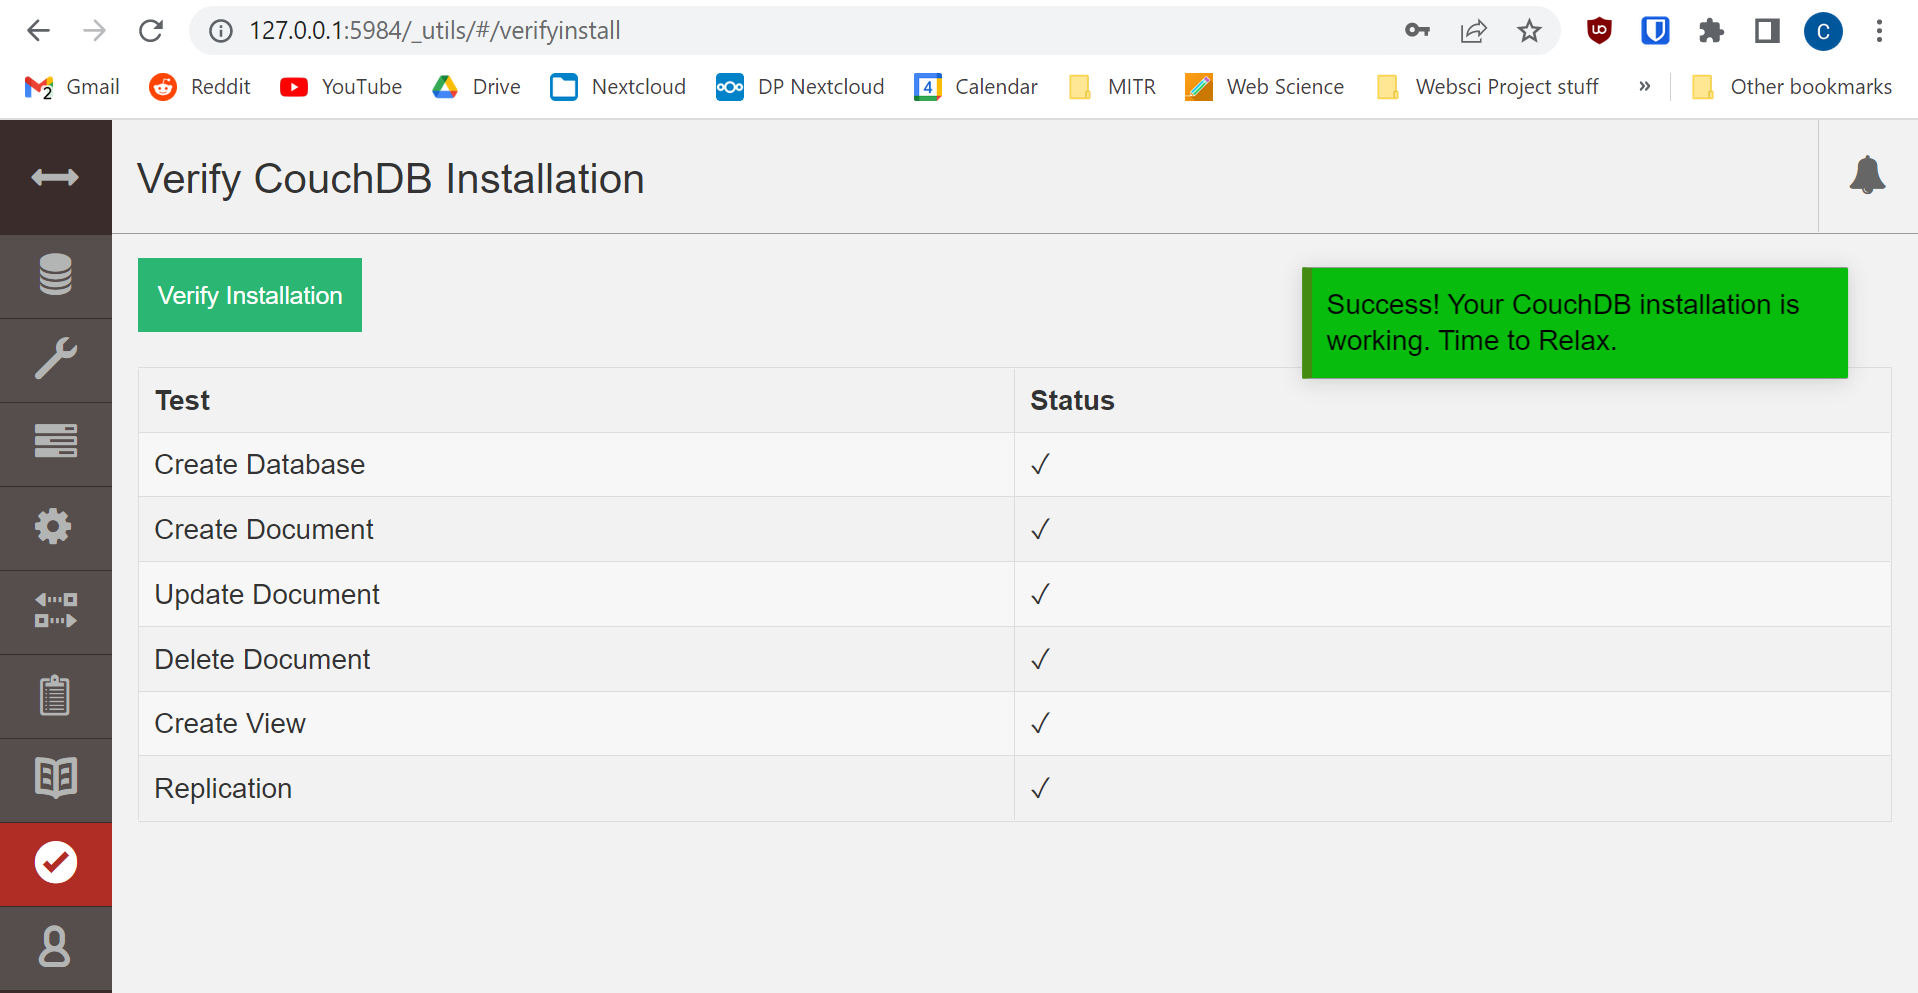 127.0.0.1:5984/_utils/#/verifyinstall
C
2 Gmail Reddit YouTube Drive Nextcloud DP Nextcloud 4 Calendar MITR Web Science Websci Project stuff » Other bookmarks
Verify CouchDB Installation
Verify Installation
Success! Your CouchDB installation is
working. Time to Relax.
Test Status
Create Database ✓
Create Document ✓
Update Document ✓
Delete Document ✓
Create View ✓
Replication ✓